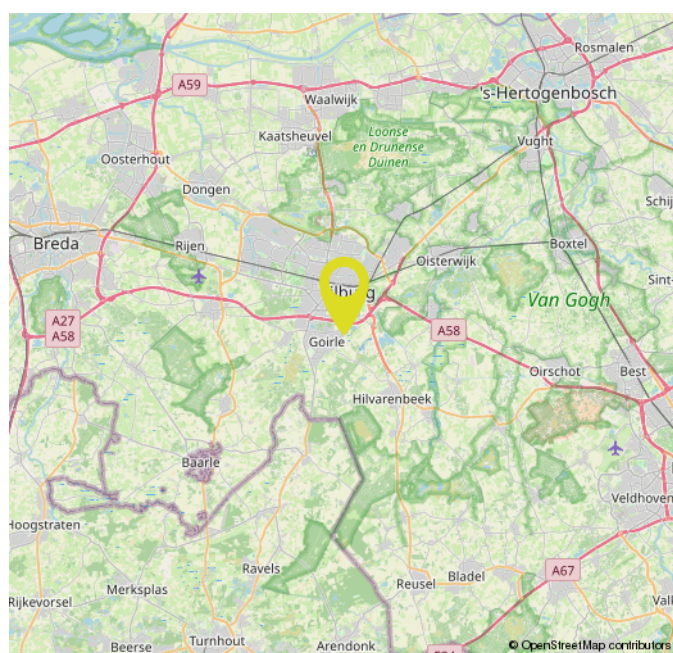 Rosmalen
A59
's-Hertogenbosch
Waalwijk
Kaatsheuvel
Loonse
en Drunense
Duinen
Vught
Oosterhout
Dongen
Schij
Breda
Rijen
Boxtel
Oisterwijk
Sint-
Van Gogh
A27
A58
A58
Goirle
Oirschot
Best
Hilvarenbeek
Baarle
Veldhoven
Hoogstraten
Ravels
A67
Merksplas
Reusel
Bladel
Rijkevorsel
Valk
Beerse
Turnhout
Arendonk
© OpenStreetMap contributors